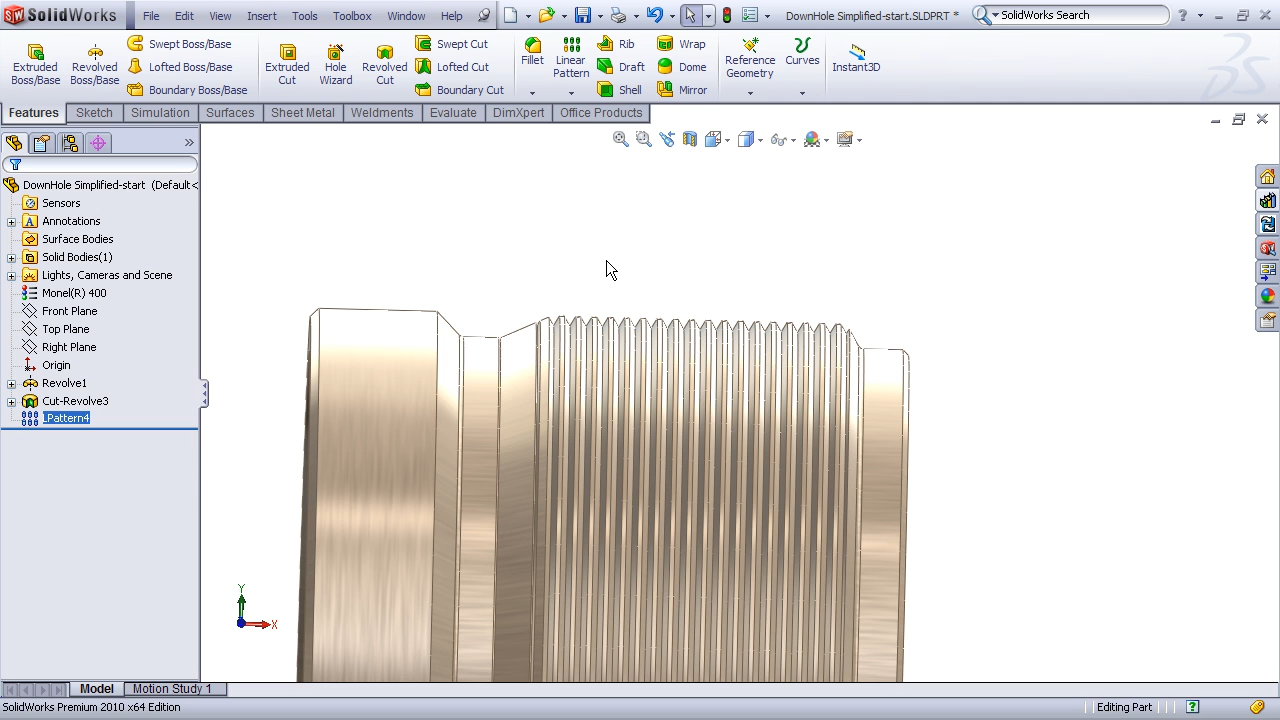 SolidWorks File Edit View Insert Tools Toolbox Window Help DownHole Simplified-start.SLDPRT * SolidWorks Search ?
Extruded Boss/Base
Revolved Boss/Base
Swept Boss/Base
Lofted Boss/Base
Boundary Boss/Base
Extruded Cut
Hole Wizard
Revolved Cut
Swept Cut
Lofted Cut
Boundary Cut
Fillet
Linear Pattern
Rib
Draft
Shell
Wrap
Dome
Mirror
Reference Geometry
Curves
Instant3D
Features Sketch Simulation Surfaces Sheet Metal Weldments Evaluate DimXpert Office Products
DownHole Simplified-start (Default<
Sensors
Annotations
Surface Bodies
Solid Bodies(1)
Lights, Cameras and Scene
Monel(R) 400
Front Plane
Top Plane
Right Plane
Origin
Revolve1
Cut-Revolve3
LPattern4
Y
X
Model Motion Study 1
SolidWorks Premium 2010 x64 Edition Editing Part ?